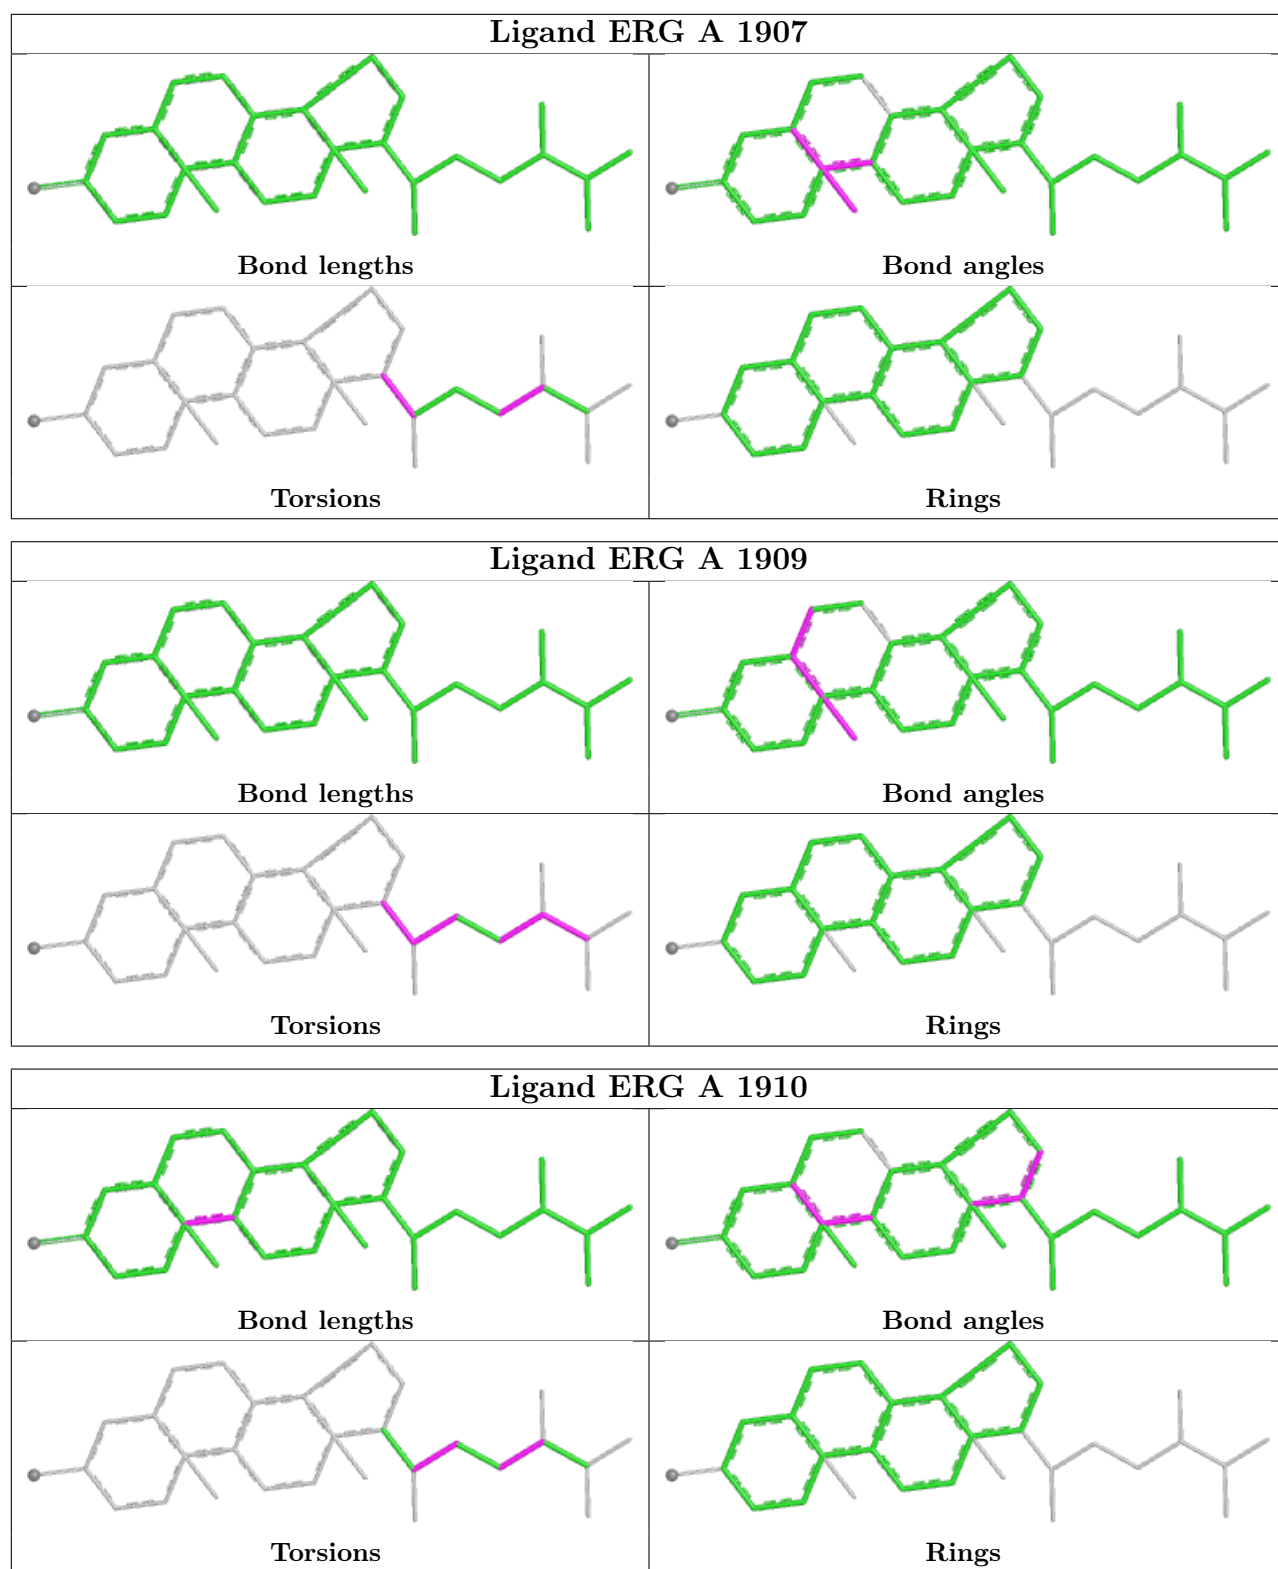 Ligand ERG A 1907
Bond lengths
Bond angles
Torsions
Rings
Ligand ERG A 1909
Bond lengths
Bond angles
Torsions
Rings
Ligand ERG A 1910
Bond lengths
Bond angles
Torsions
Rings